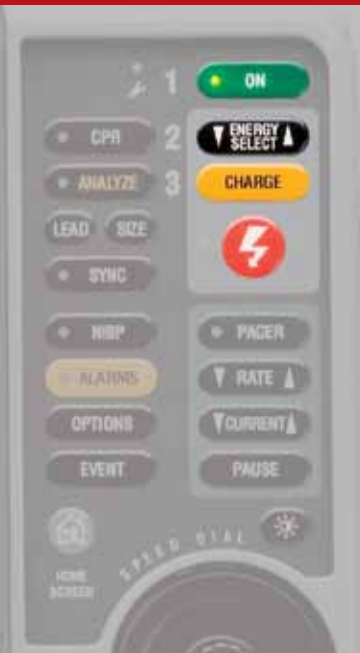 1 ON
CPR 2 ENERGY
SELECT
ANALYZE 3 CHARGE
LEAD SIZE
SYNC
NIBP PACER
ALARMS RATE
OPTIONS CURRENT
EVENT PAUSE
HOME
SCREEN
SPEED DIAL